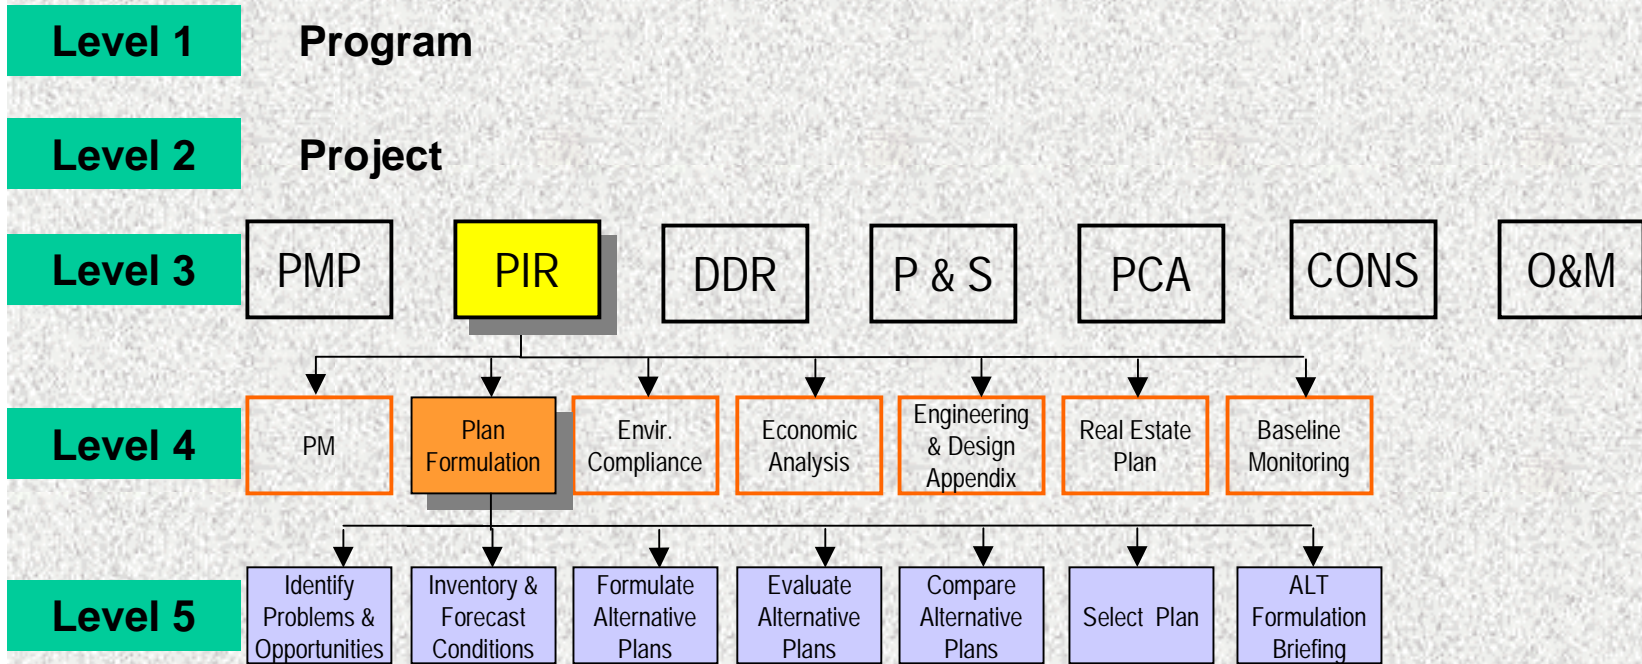 Level 1 Program
Level 2 Project
Level 3 PMP PIR DDR P & S PCA CONS O&M
Level 4
PM
Plan
Formulation
Envir.
Compliance
Economic
Analysis
Engineering
& Design
Appendix
Real Estate
Plan
Baseline
Monitoring
Level 5
Identify
Problems &
Opportunities
Inventory &
Forecast
Conditions
Formulate
Alternative
Plans
Evaluate
Alternative
Plans
Compare
Alternative
Plans
Select Plan
ALT
Formulation
Briefing